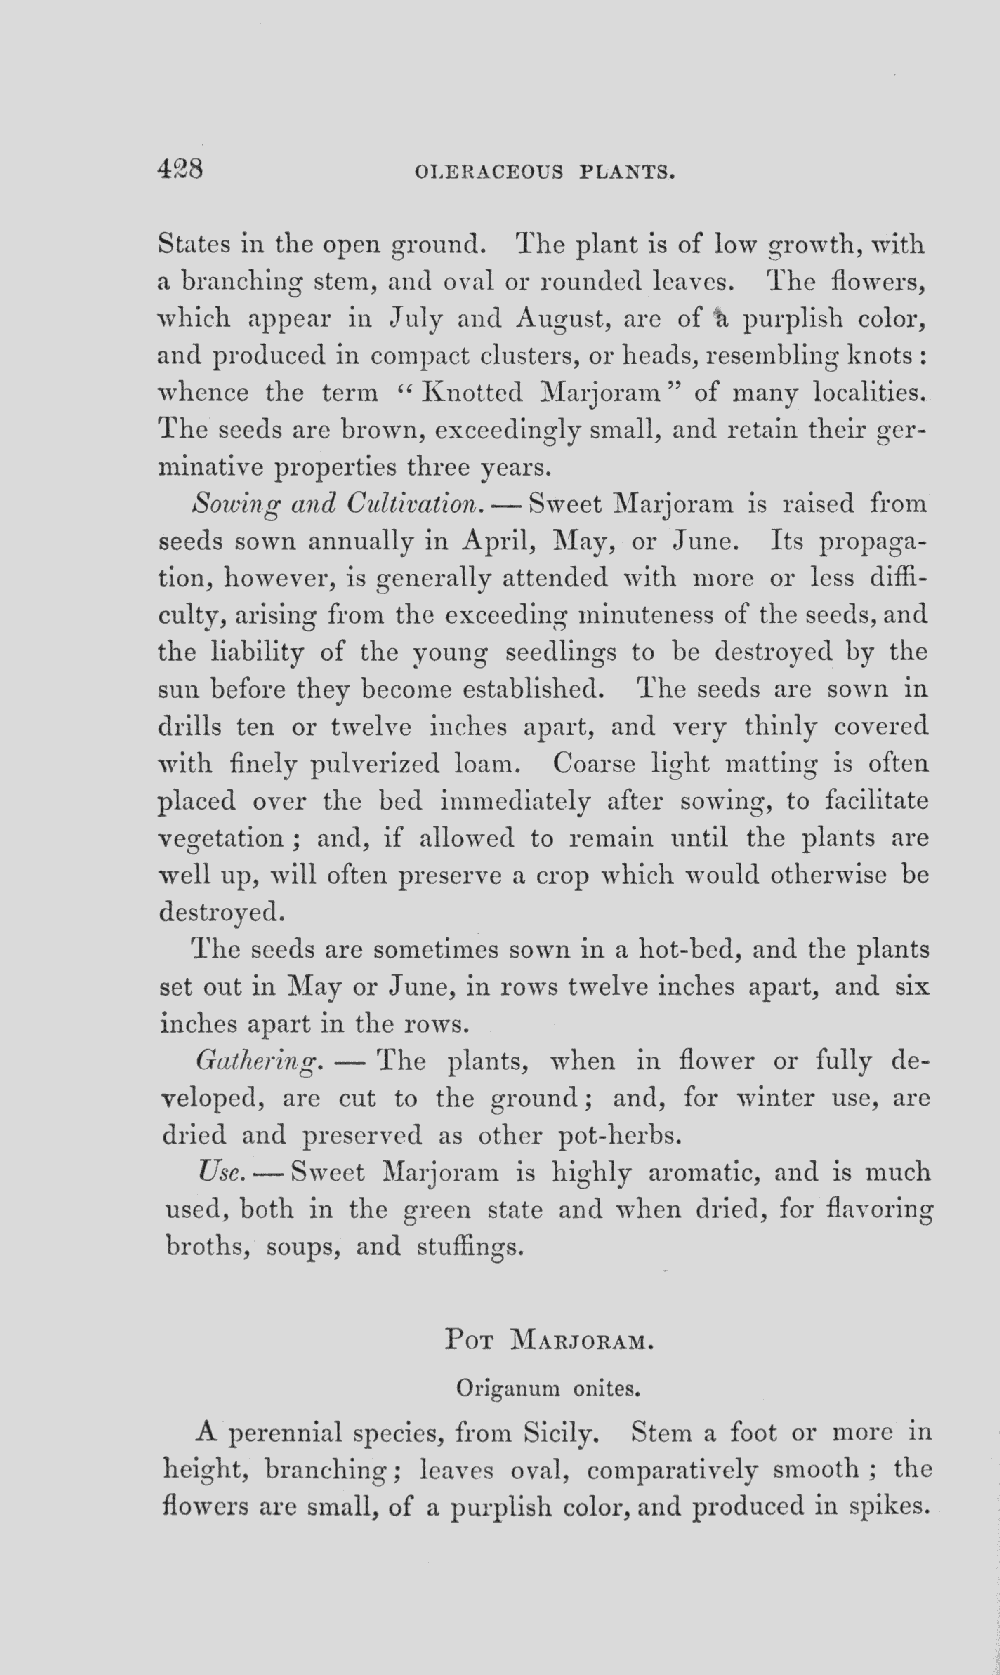 428 OLERACEOUS PLANTS.
States in the open ground. The plant is of low growth, with
a branching stem, and oval or rounded leaves. The flowers,
which appear in July and August, are of a purplish color,
and produced in compact clusters, or heads, resembling knots :
whence the term “ Knotted Marjoram ” of many localities.
The seeds are brown, exceedingly small, and retain their ger-
minative properties three years.
Sowing and Cultivation. — Sweet Marjoram is raised from
seeds sown annually in April, May, or June. Its propaga-
tion, however, is generally attended with more or less diffi-
culty, arising from the exceeding minuteness of the seeds, and
the liability of the young seedlings to be destroyed by the
sun before they become established. The seeds are sown in
drills ten or twelve inches apart, and very thinly covered
with finely pulverized loam. Coarse light matting is often
placed over the bed immediately after sowing, to facilitate
vegetation ; and, if allowed to remain until the plants are
well up, will often preserve a crop which would otherwise be
destroyed.
The seeds are sometimes sown in a hot-bed, and the plants
set out in May or June, in rows twelve inches apart, and six
inches apart in the rows.
Gathering. — The plants, when in flower or fully de-
veloped, are cut to the ground; and, for winter use, are
dried and preserved as other pot-herbs.
Use. — Sweet Marjoram is highly aromatic, and is much
used, both in the green state and when dried, for flavoring
broths, soups, and stuffings.
POT MARJORAM.
Origanum onites.
A perennial species, from Sicily. Stem a foot or more in
height, branching; leaves oval, comparatively smooth ; the
flowers are small, of a purplish color, and produced in spikes.